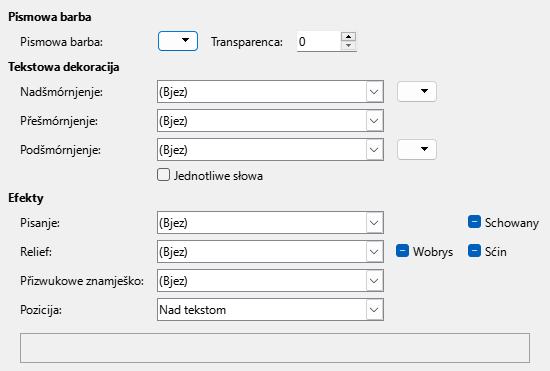 Pismowa barba
Pismowa barba: Transparenca: 0
Tekstowa dekoracija
Nadšmórnjenje: (Bjez)
Přešmórnjenje: (Bjez)
Podšmórnjenje: (Bjez)
Jednotliwe słowa
Efekty
Pisanje: (Bjez) Schowany
Relief: (Bjez) Wobrys Sćin
Přizwukowe znamješko: (Bjez)
Pozicija: Nad tekstom